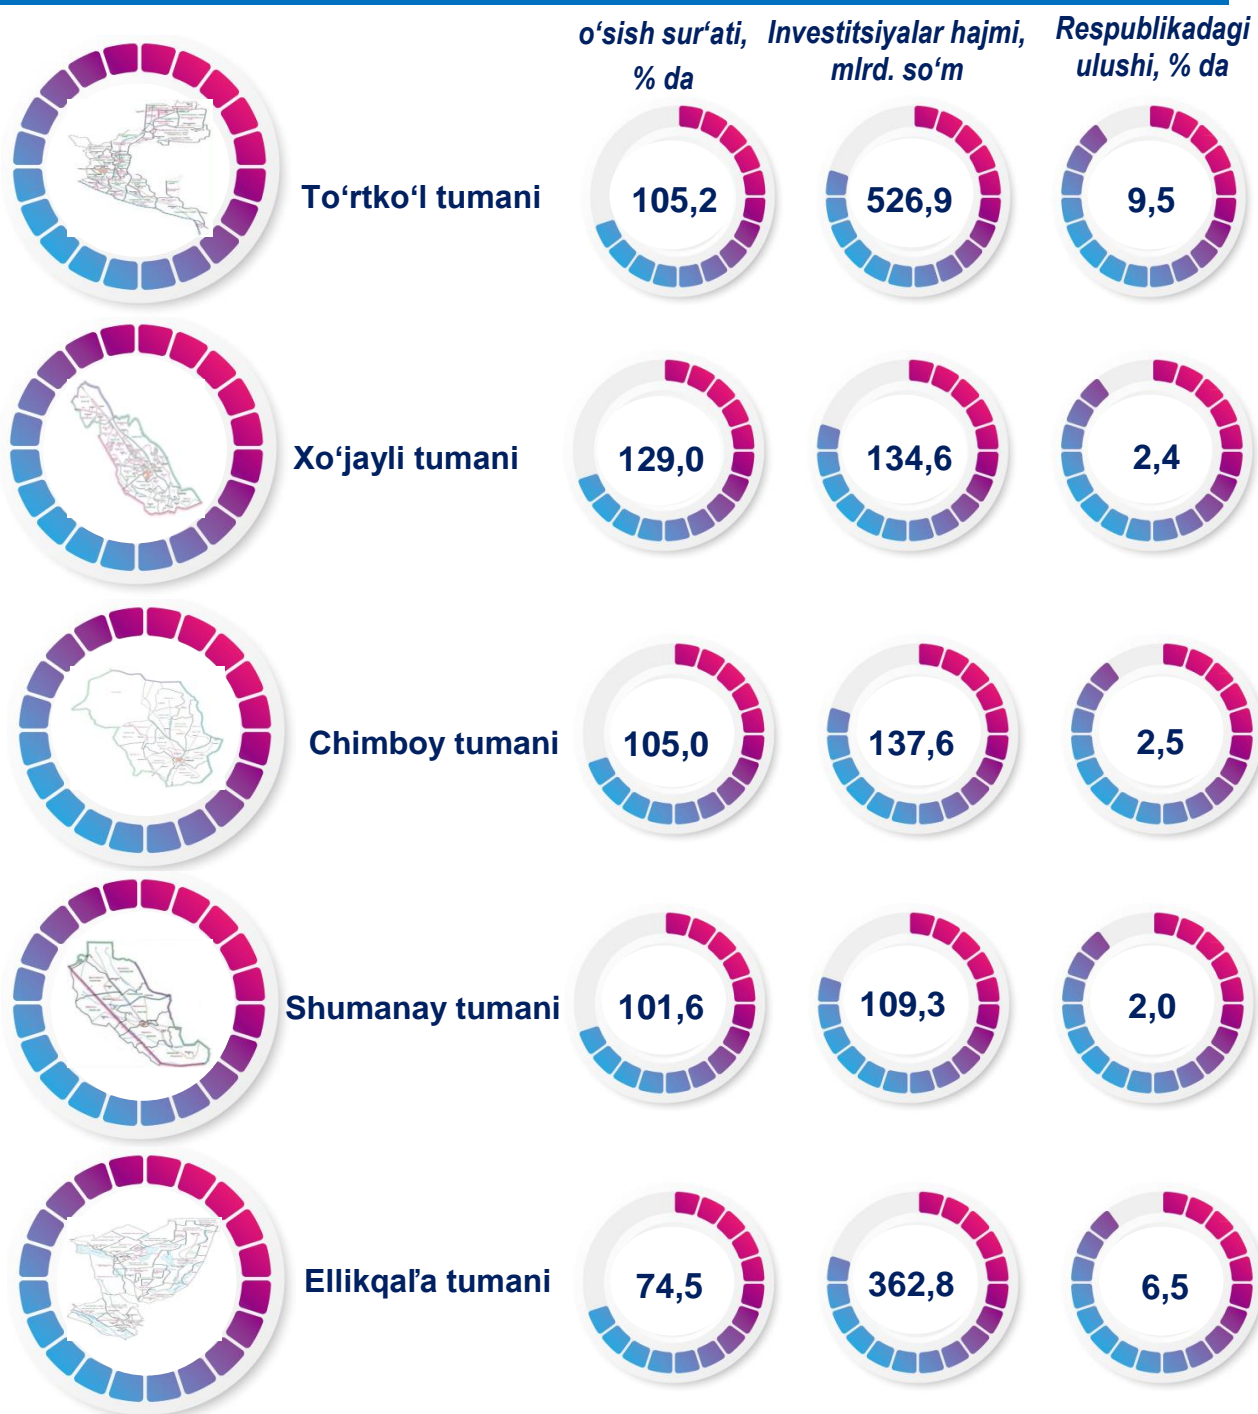 o‘sish sur‘ati,
% da
Investitsiyalar hajmi,
mlrd. so‘m
Respublikadagi
ulushi, % da
To‘rtko‘l tumani
105,2
526,9
9,5
Xo‘jayli tumani
129,0
134,6
2,4
Chimboy tumani
105,0
137,6
2,5
Shumanay tumani
101,6
109,3
2,0
Ellikqal’a tumani
74,5
362,8
6,5